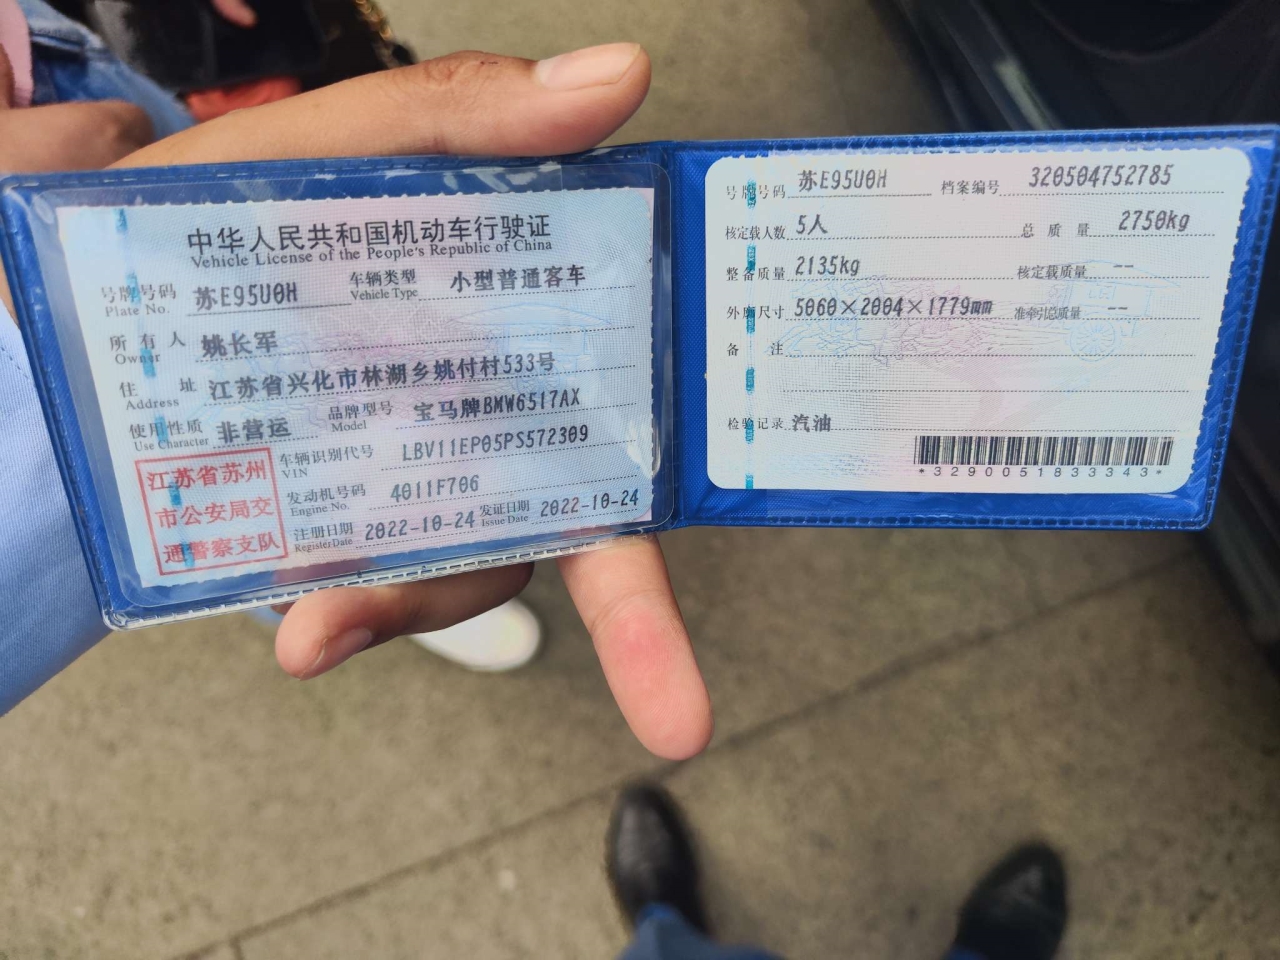 中华人民共和国机动车行驶证
Vehicle License of the People's Republic of China
号牌号码 Plate No. 苏E95U0H 车辆类型 Vehicle Type 小型普通客车
所有人 Owner 姚长军
住址 Address 江苏省兴化市林湖乡姚付村533号
使用性质 Use Character 非营运 品牌型号 Model 宝马牌BMW6517AX
车辆识别代号 VIN LBV11EP05PS572309
发动机号码 Engine No. 4011F706
注册日期 Register Date 2022-10-24 发证日期 Issue Date 2022-10-24
江苏省苏州
市公安局交
通警察支队
号牌号码 苏E95U0H 档案编号 320504752785
核定载人数 5人 总质量 2750kg
整备质量 2135kg 核定载质量 --
外廓尺寸 5060×2004×1779mm 准牵引总质量 --
备注
检验记录 汽油
*3290051833343*